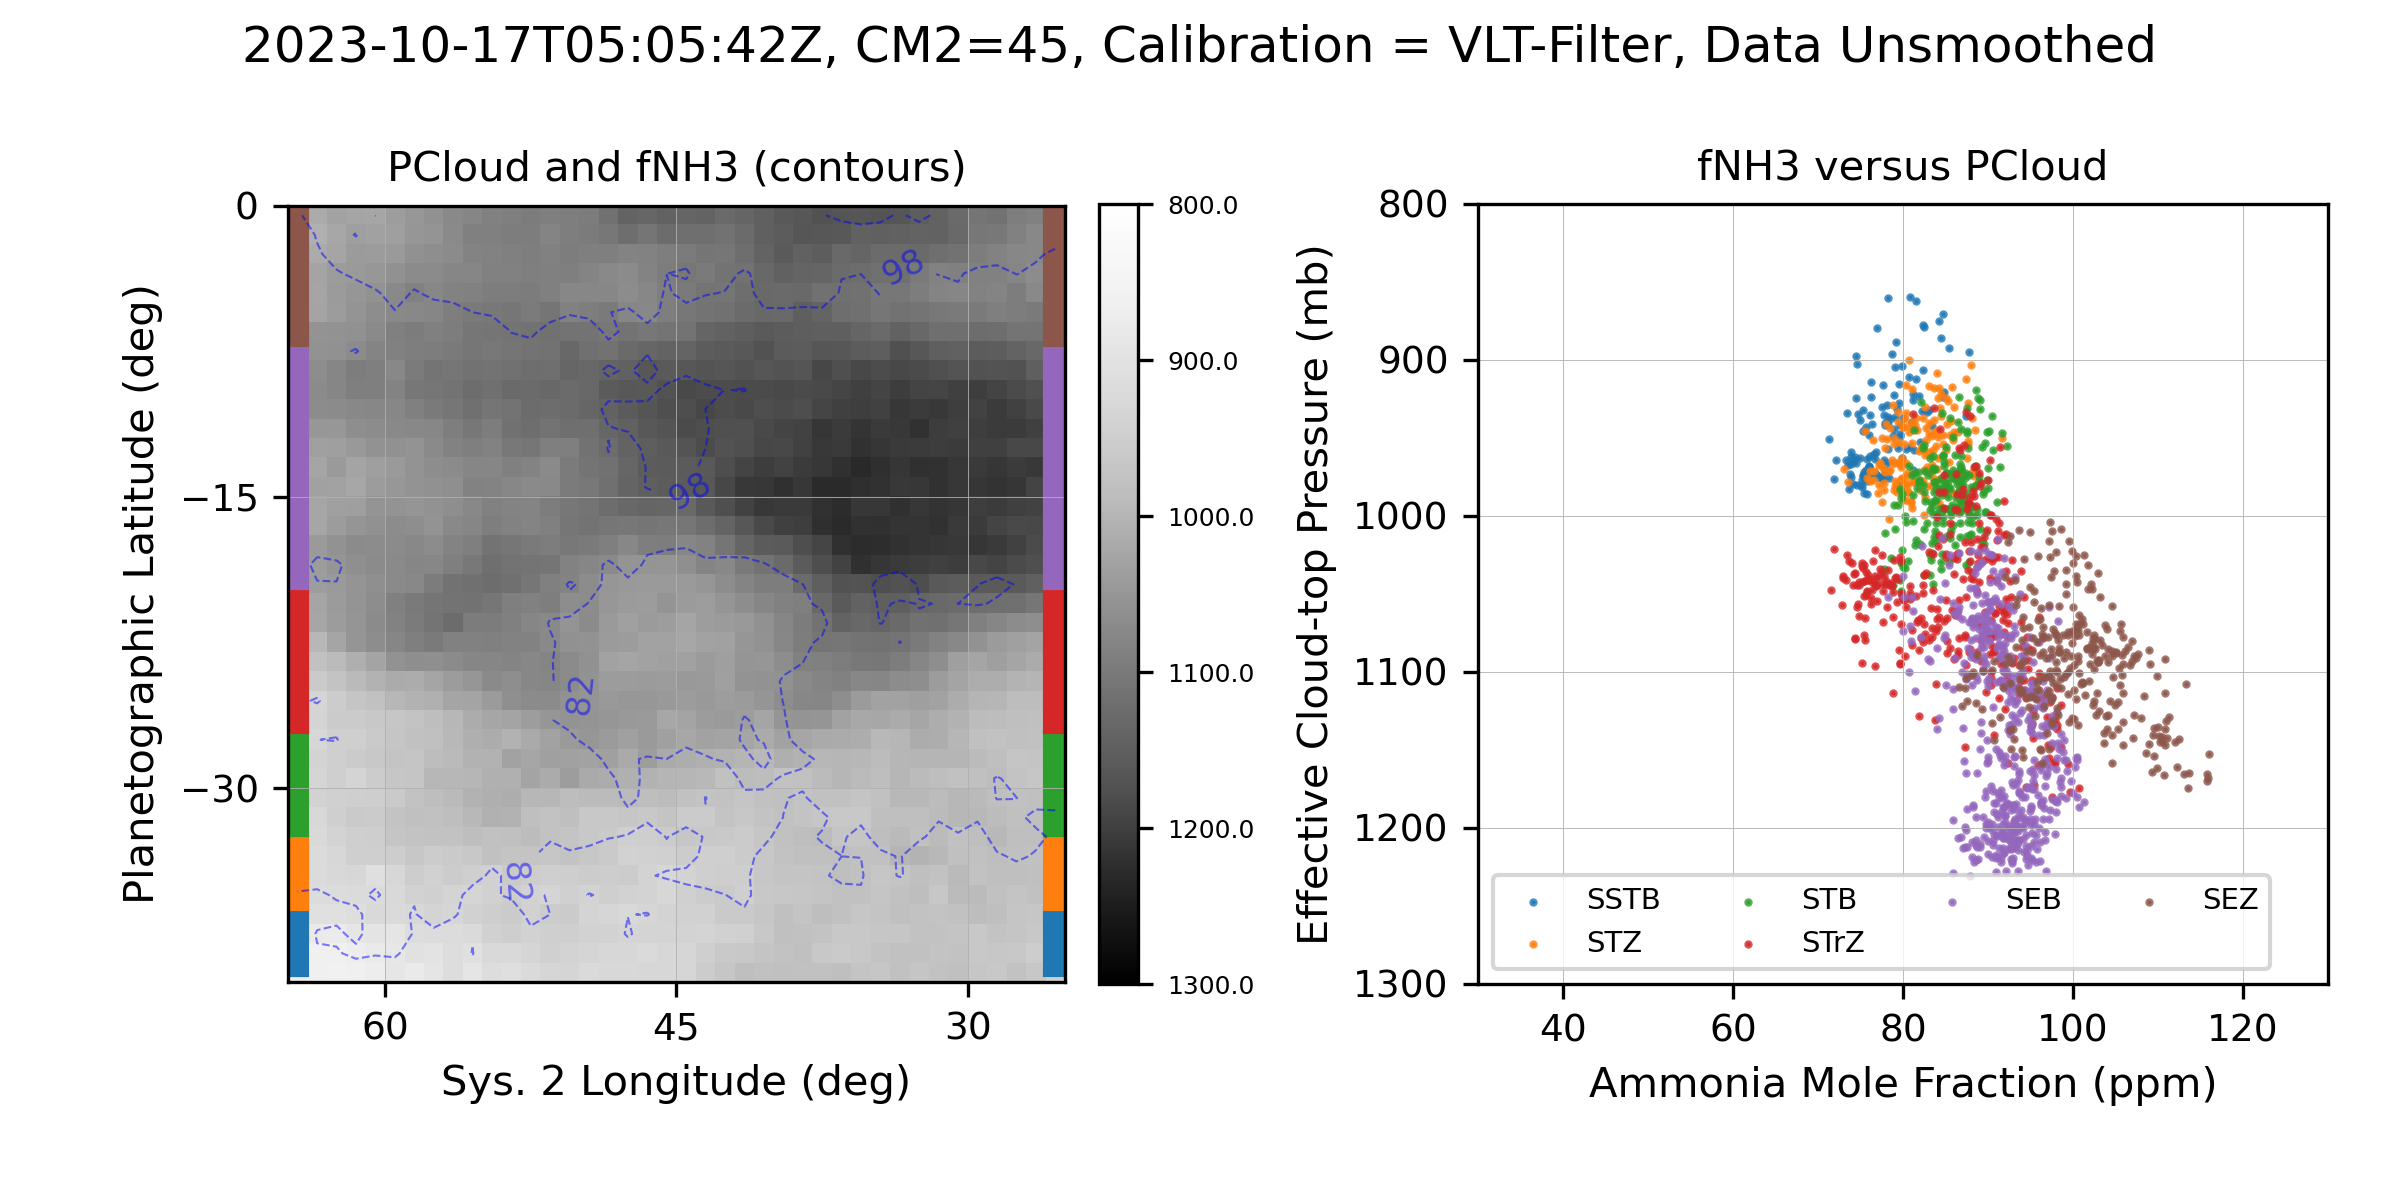 2023-10-17T05:05:42Z, CM2=45, Calibration = VLT-Filter, Data Unsmoothed
PCloud and fNH3 (contours)
0
−15
−30
Planetographic Latitude (deg)
98
98
82
82
60
45
30
Sys. 2 Longitude (deg)
800.0
900.0
1000.0
1100.0
1200.0
1300.0
fNH3 versus PCloud
800
900
1000
1100
1200
1300
Effective Cloud-top Pressure (mb)
SSTB
STB
SEB
SEZ
STZ
STrZ
40
60
80
100
120
Ammonia Mole Fraction (ppm)